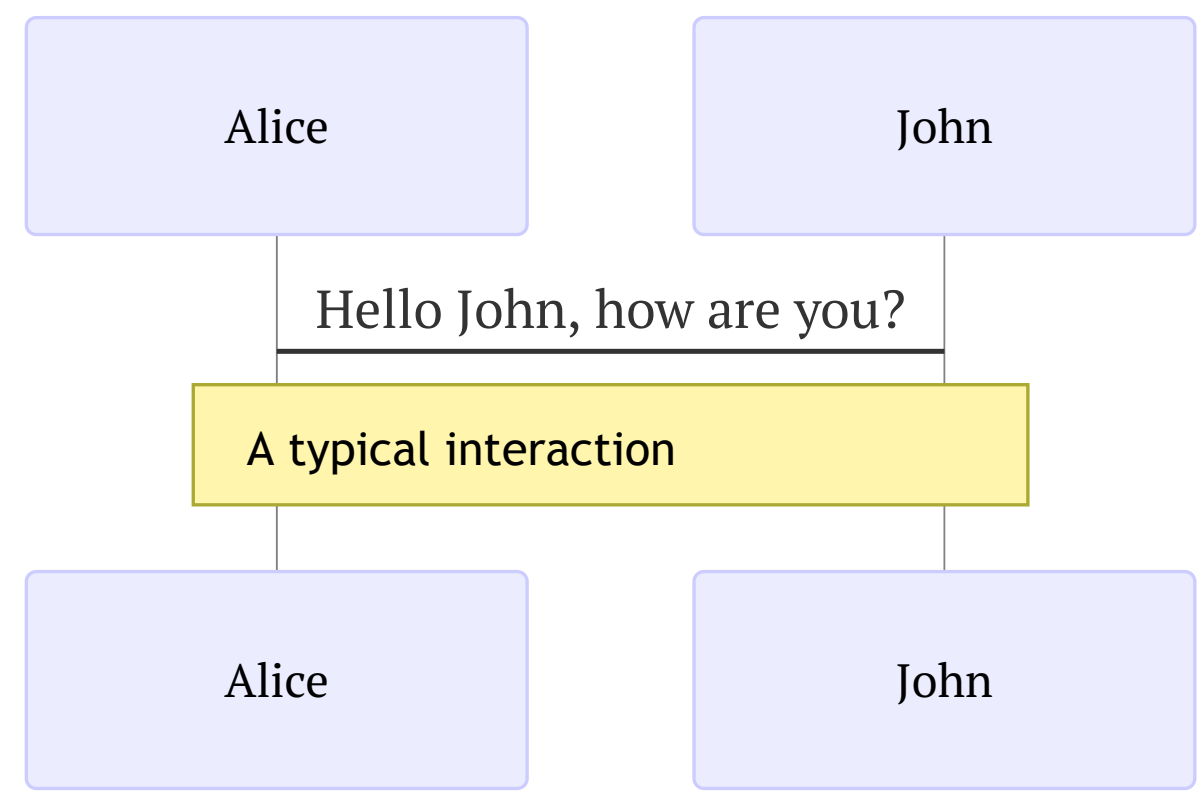 Alice
John
Hello John, how are you?
A typical interaction
Alice
John